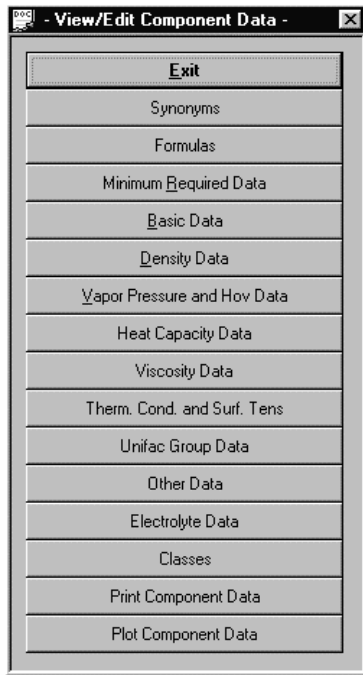 DOC
- View/Edit Component Data -
Exit
Synonyms
Formulas
Minimum Required Data
Basic Data
Density Data
Vapor Pressure and Hov Data
Heat Capacity Data
Viscosity Data
Therm. Cond. and Surf. Tens
Unifac Group Data
Other Data
Electrolyte Data
Classes
Print Component Data
Plot Component Data